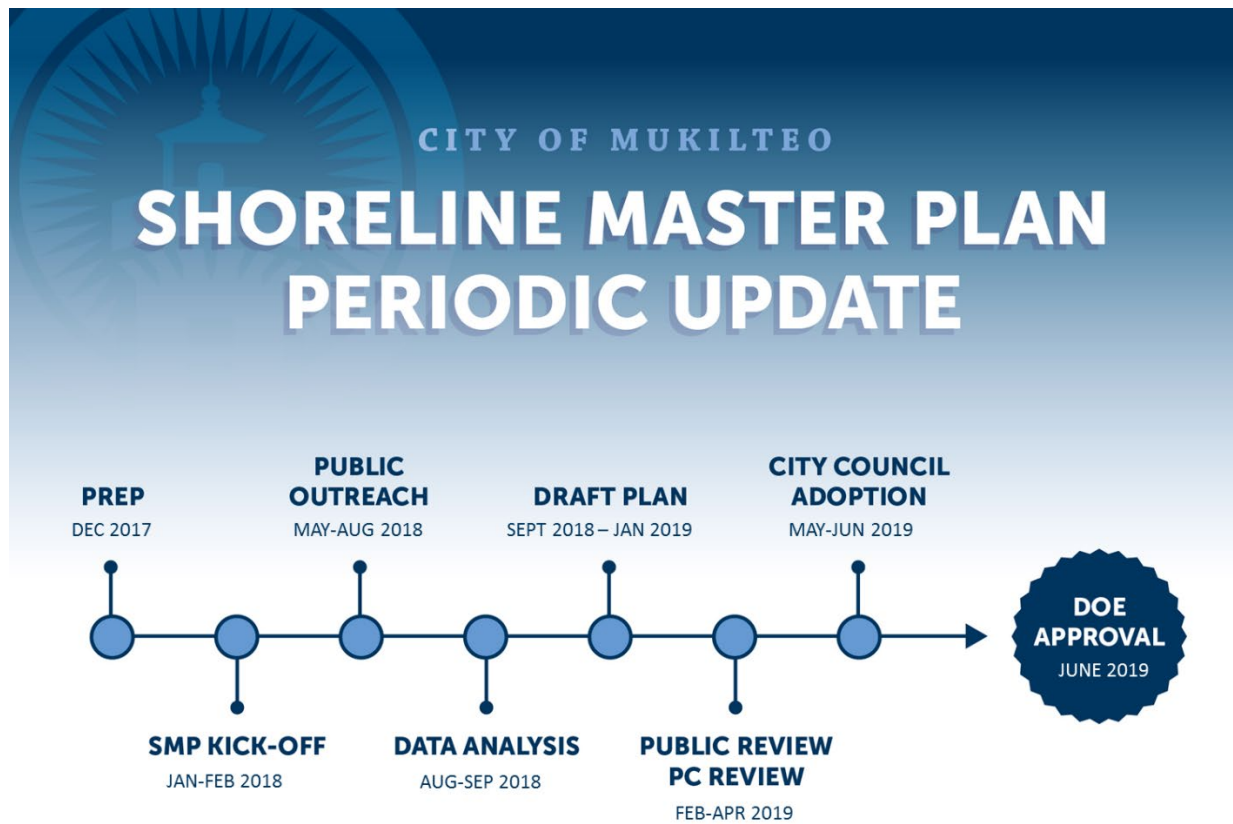 CITY OF MUKILTEO
SHORELINE MASTER PLAN
PERIODIC UPDATE
PREP
DEC 2017
SMP KICK-OFF
JAN-FEB 2018
PUBLIC
OUTREACH
MAY-AUG 2018
DATA ANALYSIS
AUG-SEP 2018
DRAFT PLAN
SEPT 2018 – JAN 2019
PUBLIC REVIEW
PC REVIEW
FEB-APR 2019
CITY COUNCIL
ADOPTION
MAY-JUN 2019
DOE
APPROVAL
JUNE 2019